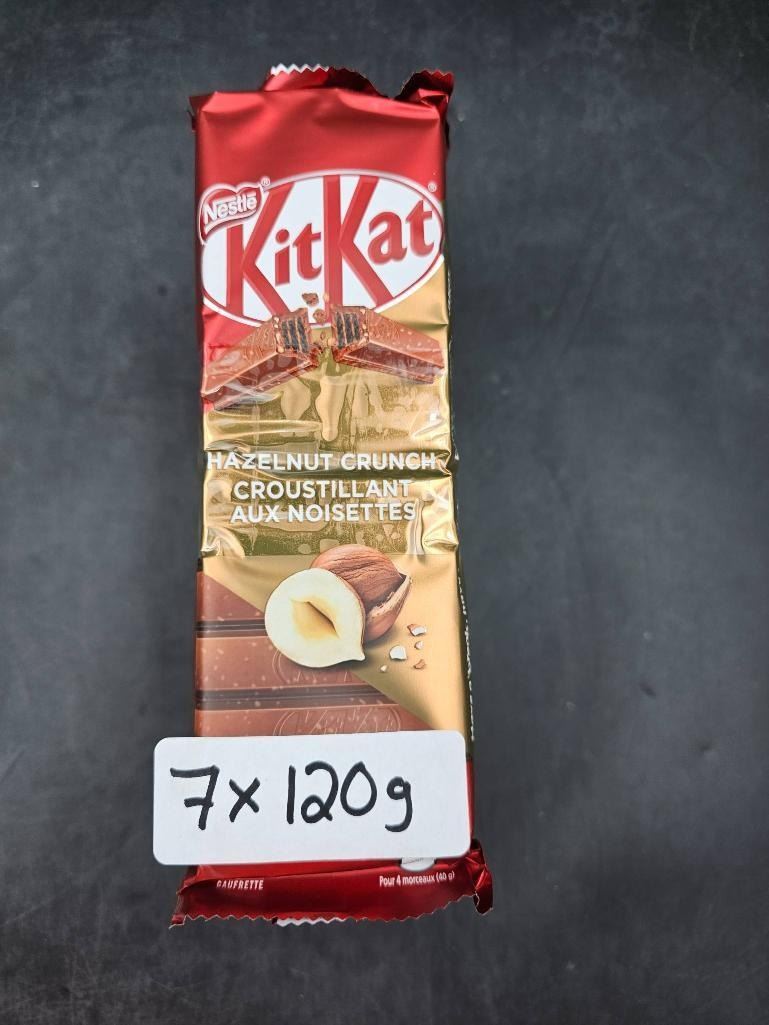 Nestlé®
KitKat®
HAZELNUT CRUNCH
CROUSTILLANT
AUX NOISETTES
7x120g
GAUFRETTE
Pour 4 morceaux (40 g)